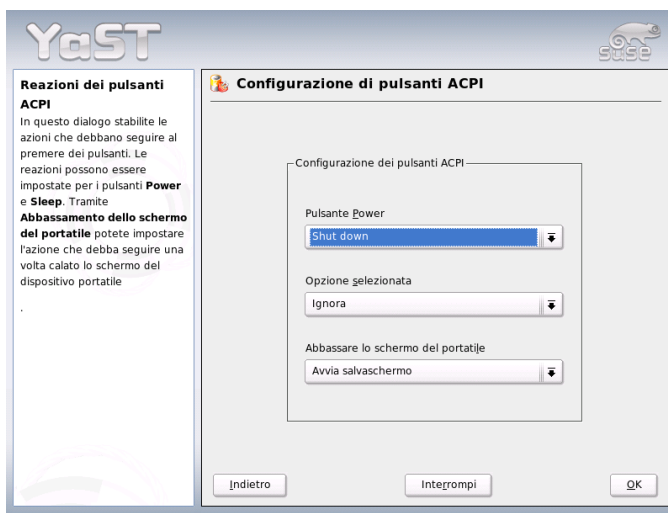 YaST
SuSE
Reazioni dei pulsanti
ACPI
In questo dialogo stabilite le
azioni che debbano seguire al
premere dei pulsanti. Le
reazioni possono essere
impostate per i pulsanti Power
e Sleep. Tramite
Abbassamento dello schermo
del portatile potete impostare
l'azione che debba seguire una
volta calato lo schermo del
dispositivo portatile
.
Configurazione di pulsanti ACPI
Configurazione dei pulsanti ACPI
Pulsante Power
Shut down
Opzione selezionata
Ignora
Abbassare lo schermo del portatile
Avvia salvaschermo
Indietro
Interrompi
OK